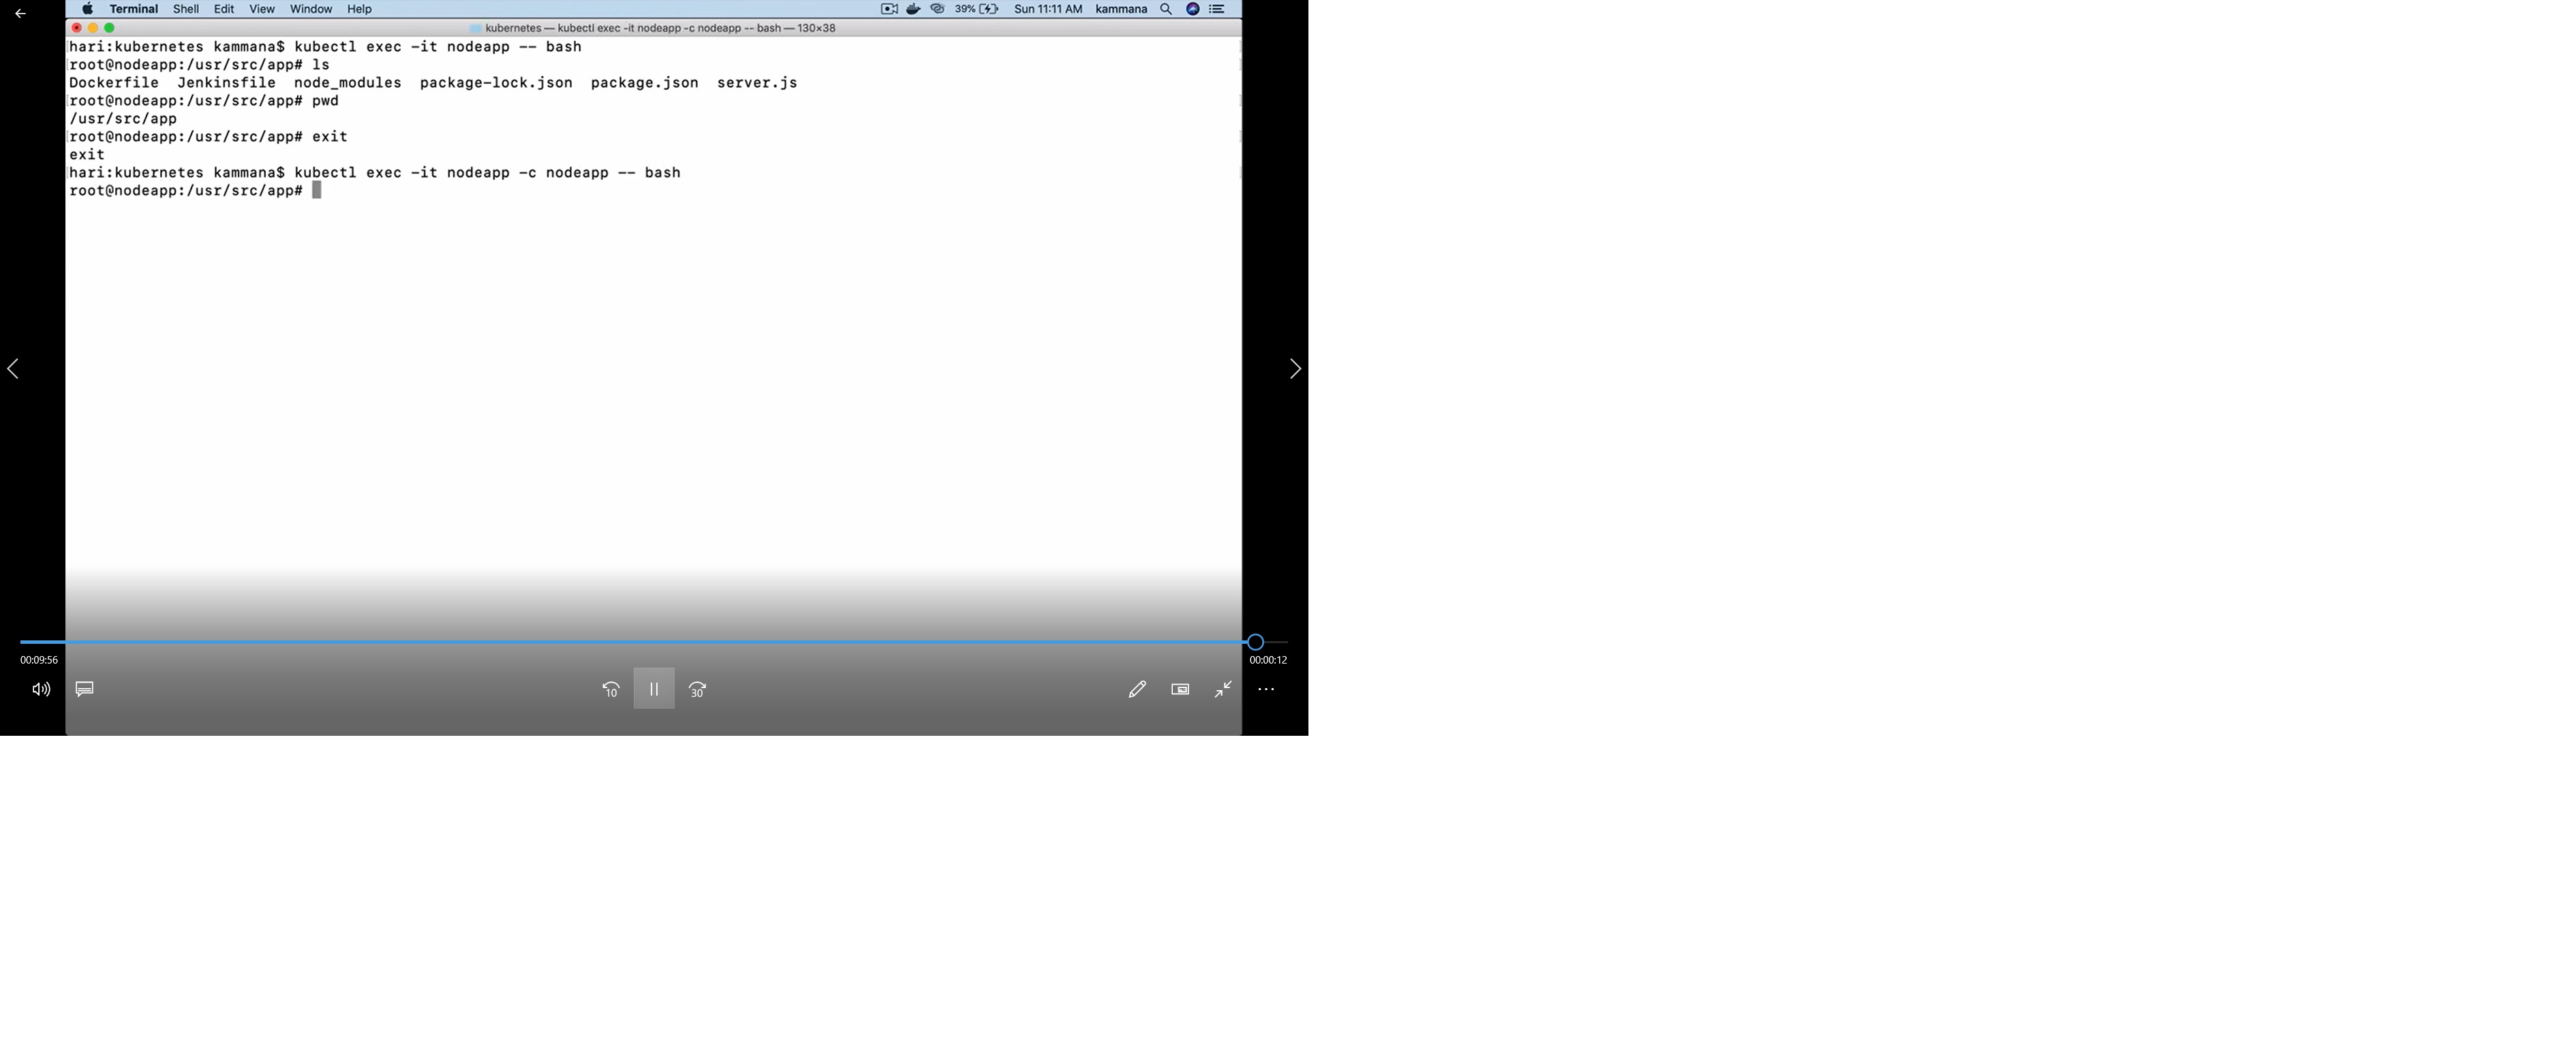 Terminal Shell Edit View Window Help 39% Sun 11:11 AM kammana
kubernetes — kubectl exec -it nodeapp -c nodeapp -- bash — 130×38
hari:kubernetes kammana$ kubectl exec -it nodeapp -- bash
root@nodeapp:/usr/src/app# ls
Dockerfile  Jenkinsfile  node_modules  package-lock.json  package.json  server.js
root@nodeapp:/usr/src/app# pwd
/usr/src/app
root@nodeapp:/usr/src/app# exit
exit
hari:kubernetes kammana$ kubectl exec -it nodeapp -c nodeapp -- bash
root@nodeapp:/usr/src/app#
00:09:56 00:00:12
10 30